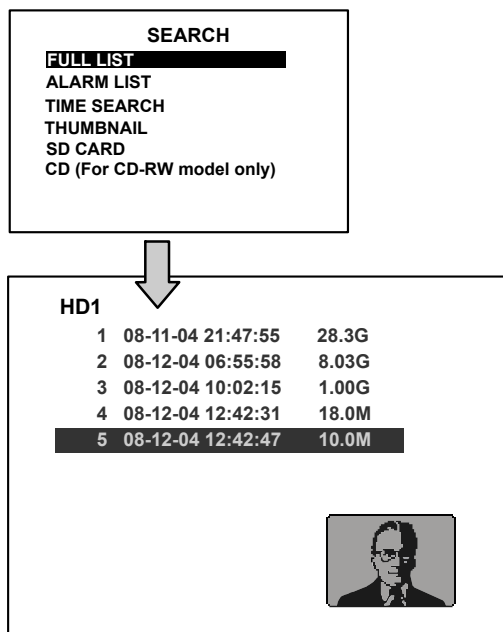 SEARCH
FULL LIST
ALARM LIST
TIME SEARCH
THUMBNAIL
SD CARD
CD (For CD-RW model only)
HD1
1 08-11-04 21:47:55 28.3G
2 08-12-04 06:55:58 8.03G
3 08-12-04 10:02:15 1.00G
4 08-12-04 12:42:31 18.0M
5 08-12-04 12:42:47 10.0M